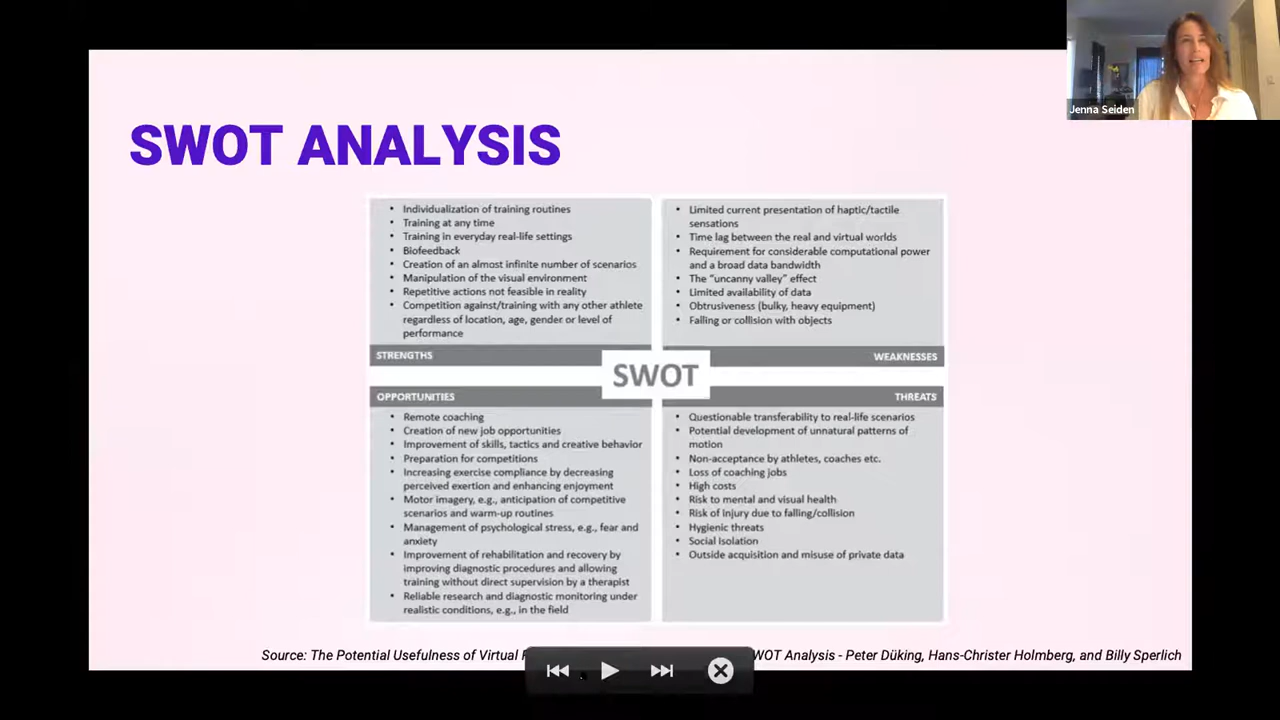 Jenna Seiden
SWOT ANALYSIS
• Individualization of training routines
• Training at any time
• Training in everyday real-life settings
• Biofeedback
• Creation of an almost infinite number of scenarios
• Manipulation of the visual environment
• Repetitive actions not feasible in reality
• Competition against/training with any other athlete
regardless of location, age, gender or level of
performance
STRENGTHS
• Limited current presentation of haptic/tactile
sensations
• Time lag between the real and virtual worlds
• Requirement for considerable computational power
and a broad data bandwidth
• The "uncanny valley" effect
• Limited availability of data
• Obtrusiveness (bulky, heavy equipment)
• Falling or collision with objects
WEAKNESSES
SWOT
OPPORTUNITIES
• Remote coaching
• Creation of new job opportunities
• Improvement of skills, tactics and creative behavior
• Preparation for competitions
• Increasing exercise compliance by decreasing
perceived exertion and enhancing enjoyment
• Motor imagery, e.g., anticipation of competitive
scenarios and warm-up routines
• Management of psychological stress, e.g., fear and
anxiety
• Improvement of rehabilitation and recovery by
improving diagnostic procedures and allowing
training without direct supervision by a therapist
• Reliable research and diagnostic monitoring under
realistic conditions, e.g., in the field
THREATS
• Questionable transferability to real-life scenarios
• Potential development of unnatural patterns of
motion
• Non-acceptance by athletes, coaches etc.
• Loss of coaching jobs
• High costs
• Risk to mental and visual health
• Risk of injury due to falling/collision
• Hygienic threats
• Social Isolation
• Outside acquisition and misuse of private data
Source: The Potential Usefulness of Virtual WOT Analysis - Peter Düking, Hans-Christer Holmberg, and Billy Sperlich